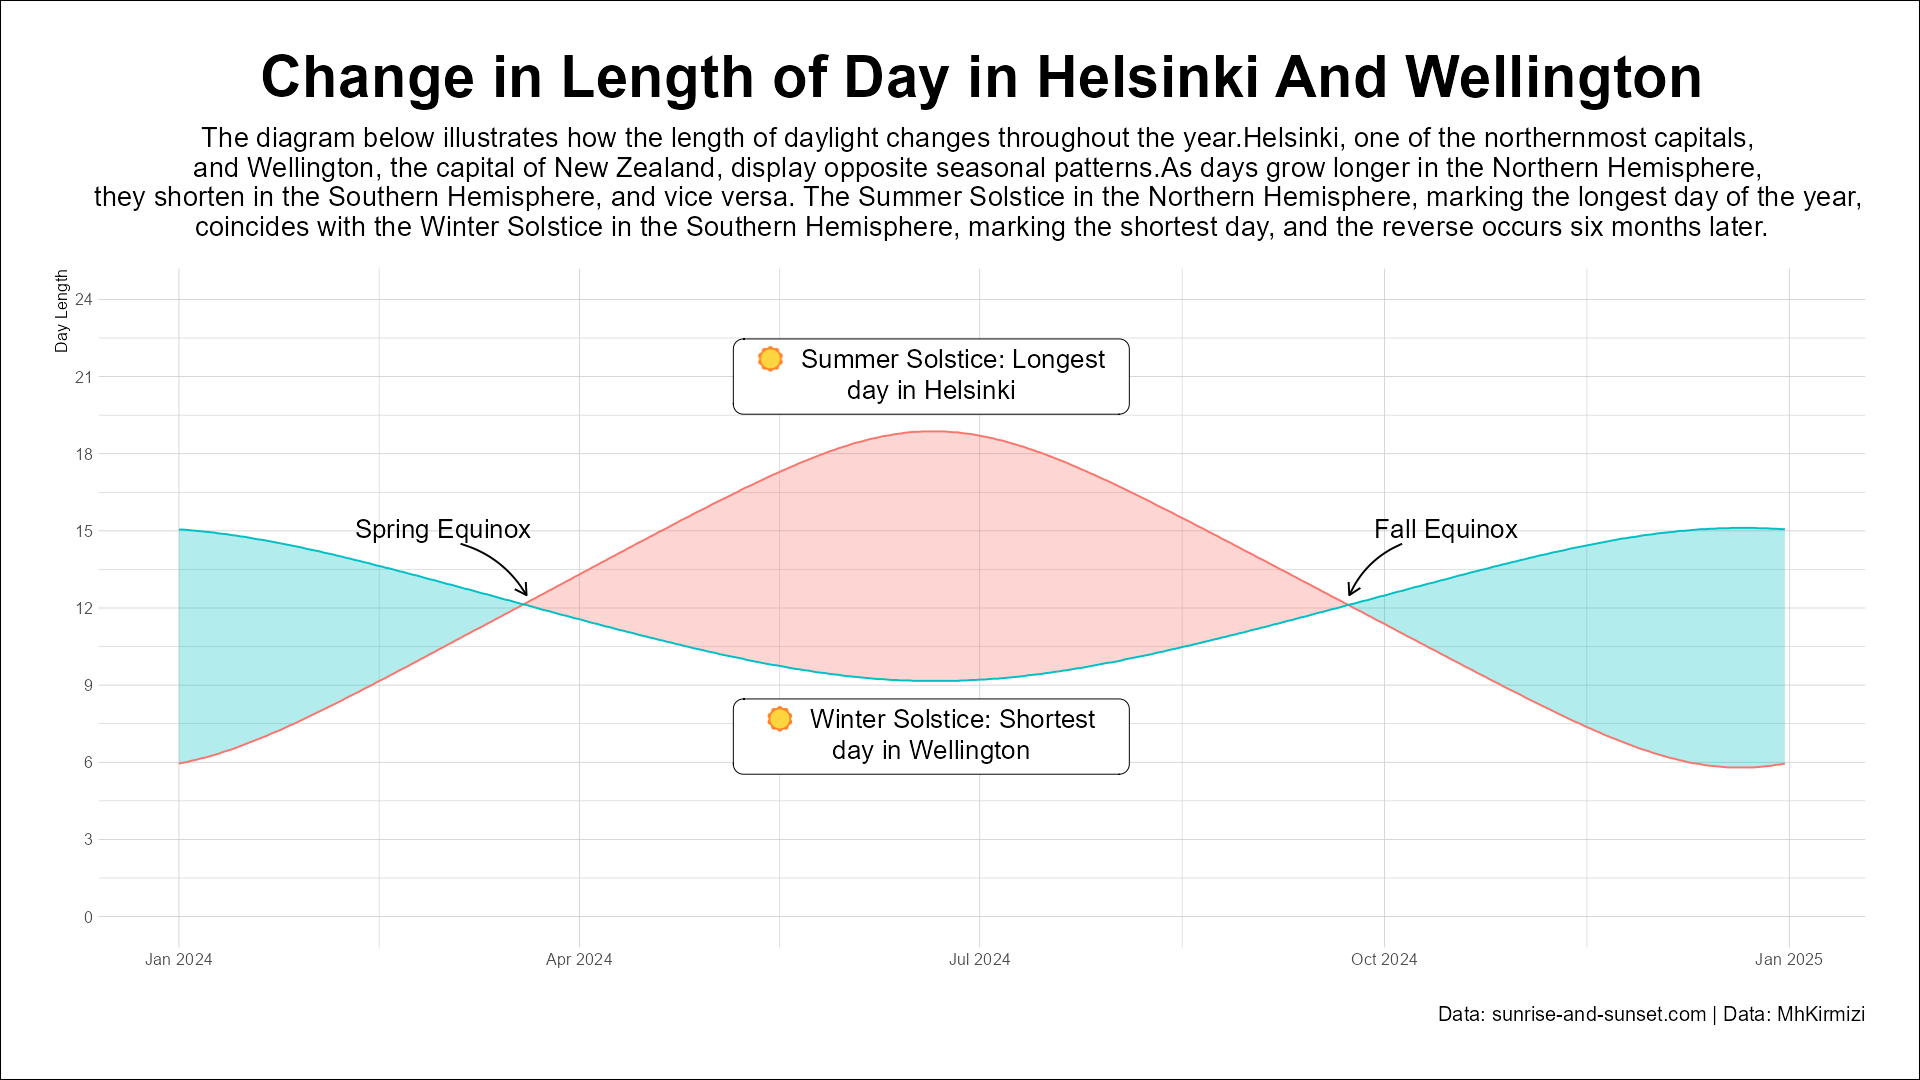 Change in Length of Day in Helsinki And Wellington
The diagram below illustrates how the length of daylight changes throughout the year.Helsinki, one of the northernmost capitals,
and Wellington, the capital of New Zealand, display opposite seasonal patterns.As days grow longer in the Northern Hemisphere,
they shorten in the Southern Hemisphere, and vice versa. The Summer Solstice in the Northern Hemisphere, marking the longest day of the year,
coincides with the Winter Solstice in the Southern Hemisphere, marking the shortest day, and the reverse occurs six months later.
Day Length
24
21
18
15
12
9
6
3
0
Summer Solstice: Longest
day in Helsinki
Spring Equinox
Fall Equinox
Winter Solstice: Shortest
day in Wellington
Jan 2024
Apr 2024
Jul 2024
Oct 2024
Jan 2025
Data: sunrise-and-sunset.com | Data: MhKirmizi